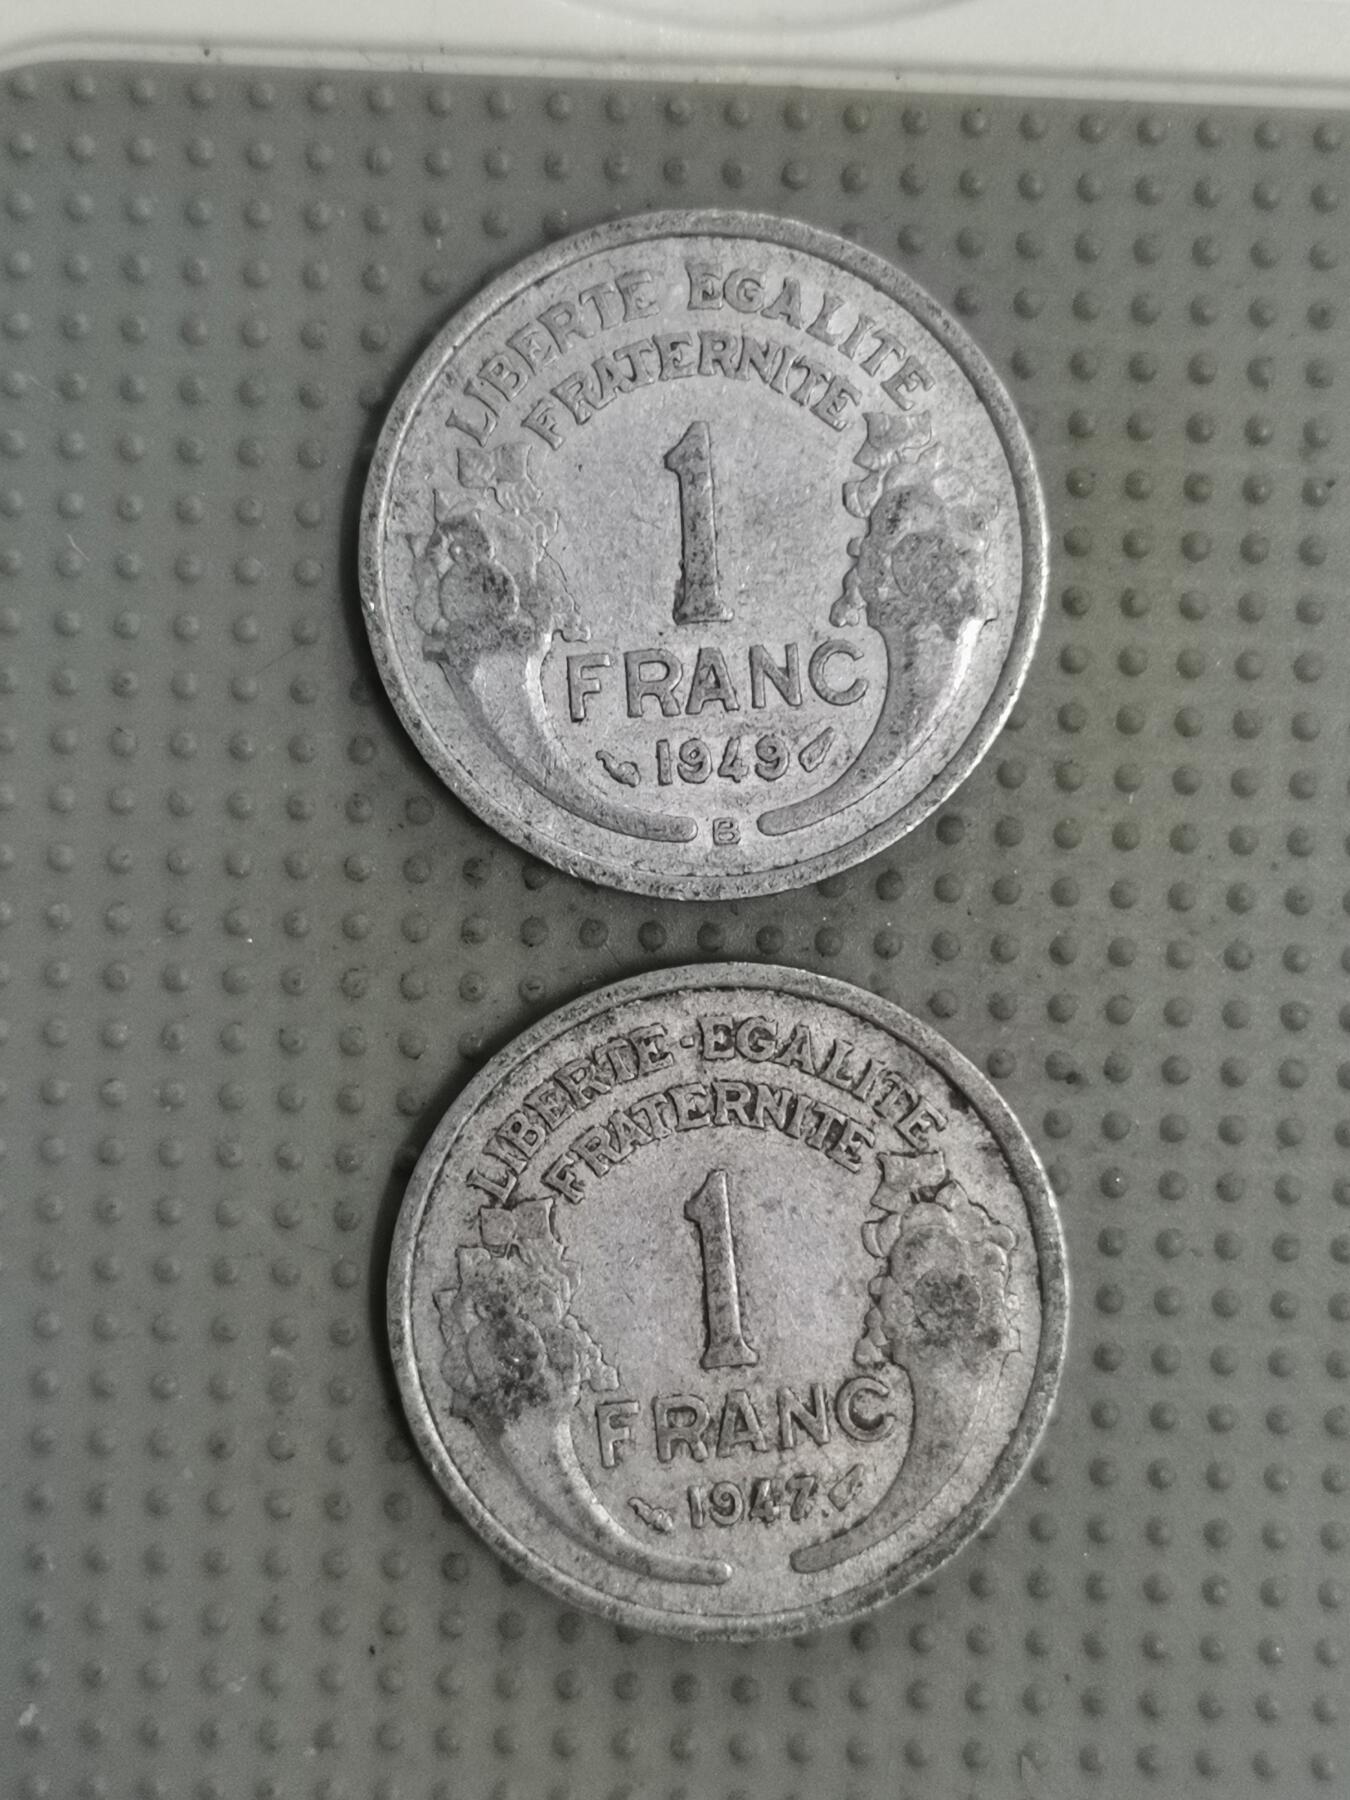 LIBERTE EGALITE
FRATERNITE
1
FRANC
1949
B
LIBERTE-EGALITE
FRATERNITE
1
FRANC
1947